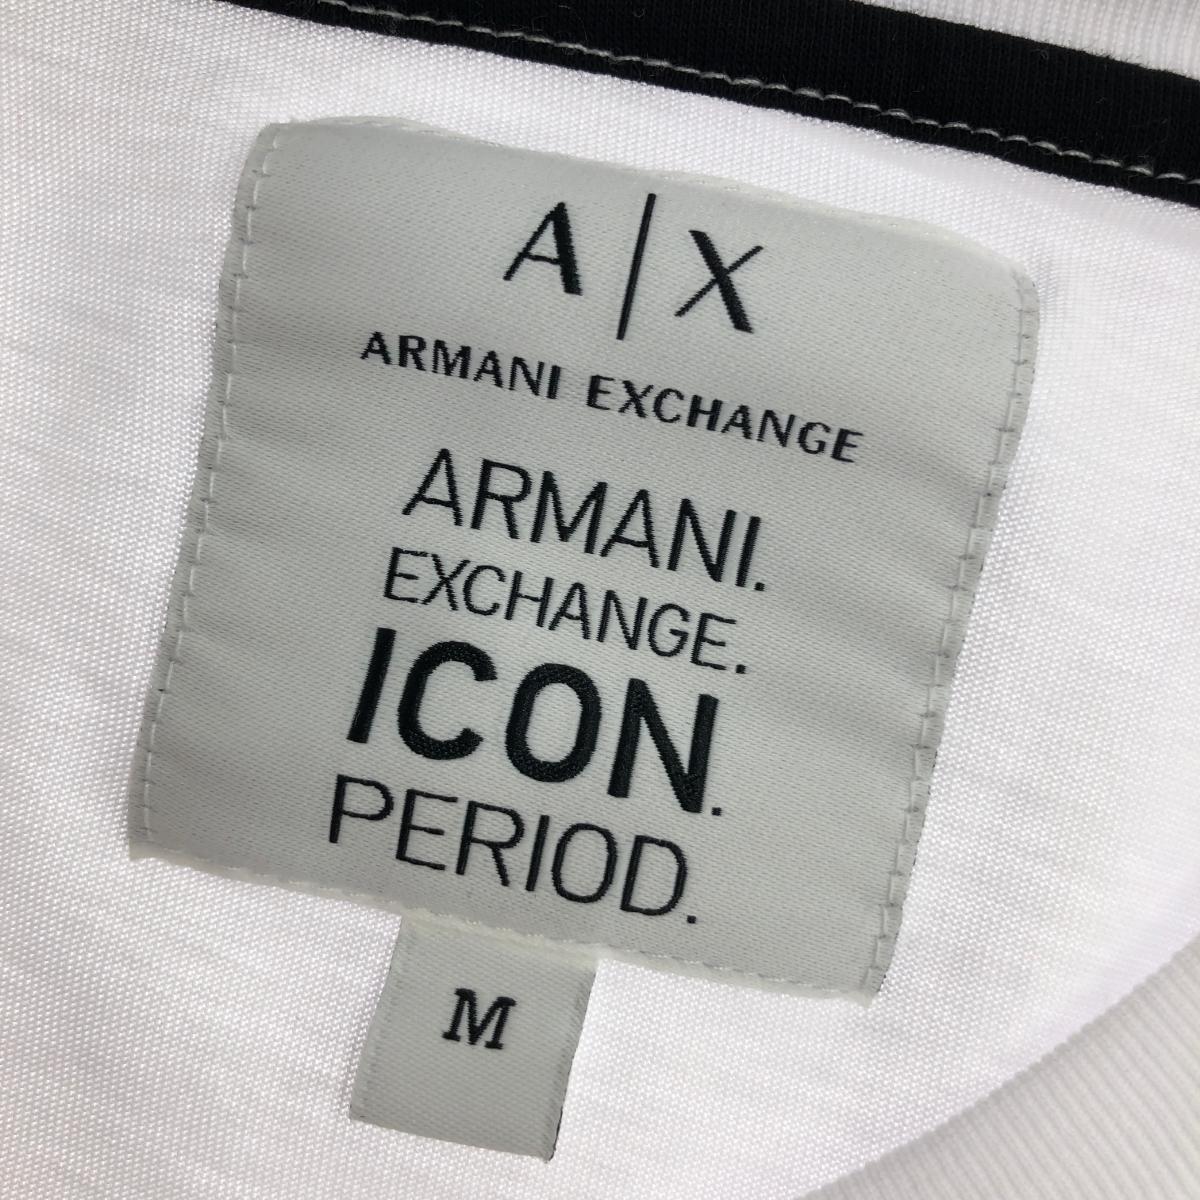 A|X
ARMANI EXCHANGE
ARMANI.
EXCHANGE.
ICON.
PERIOD.
M